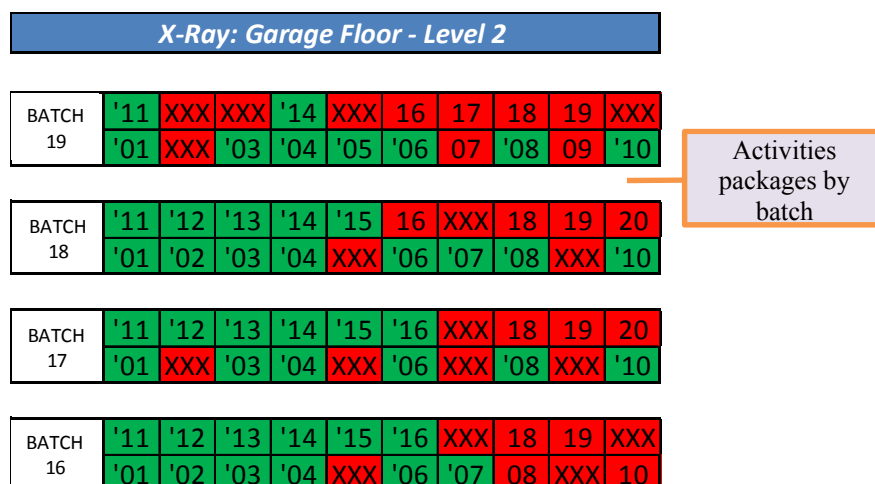 X-Ray: Garage Floor - Level 2
BATCH 19
'11 XXX XXX '14 XXX 16 17 18 19 XXX
'01 XXX '03 '04 '05 '06 07 '08 09 '10
Activities
packages by
batch
BATCH 18
'11 '12 '13 '14 '15 16 XXX 18 19 20
'01 '02 '03 '04 XXX '06 '07 '08 XXX '10
BATCH 17
'11 '12 '13 '14 '15 '16 XXX 18 19 20
'01 XXX '03 '04 XXX '06 XXX '08 XXX '10
BATCH 16
'11 '12 '13 '14 '15 '16 XXX 18 19 XXX
'01 '02 '03 '04 XXX '06 '07 08 XXX 10